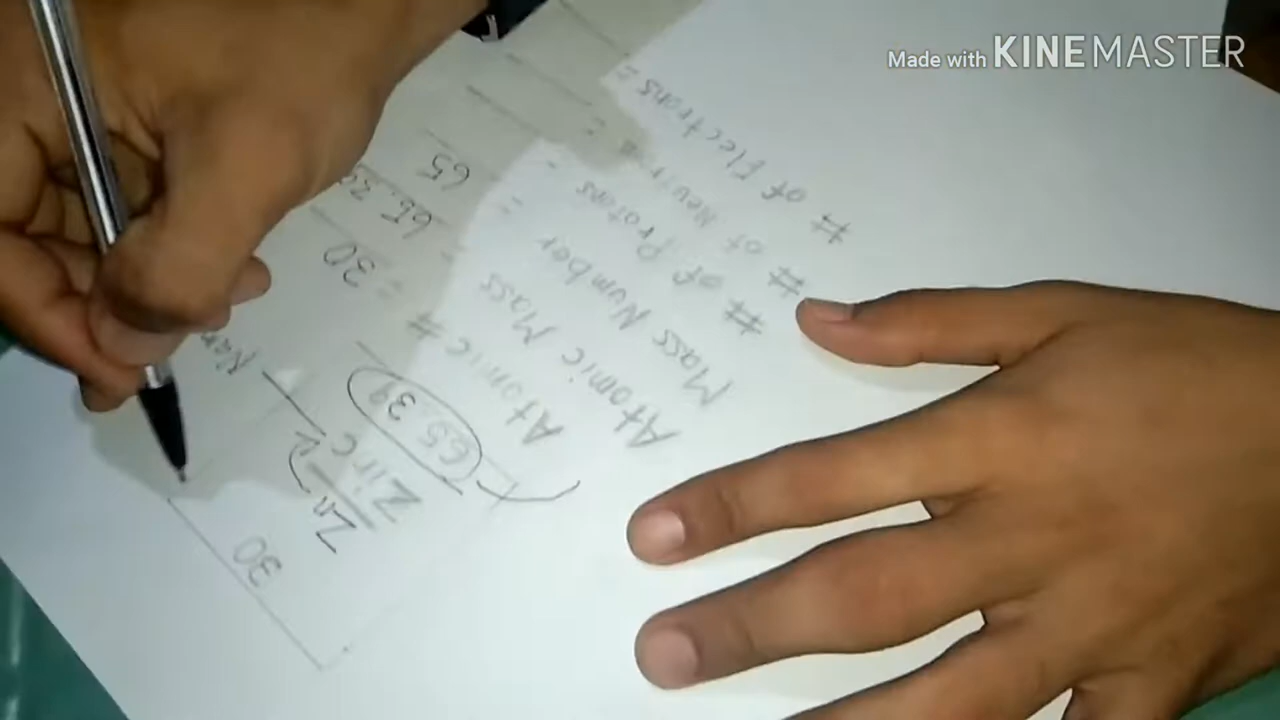 Made with KINEMASTER
30
Zn
Zinc
65.39
Atomic # = 30
Atomic Mass = 65.39
Mass Number = 65
# of Protons =
# of
# of Electrons =